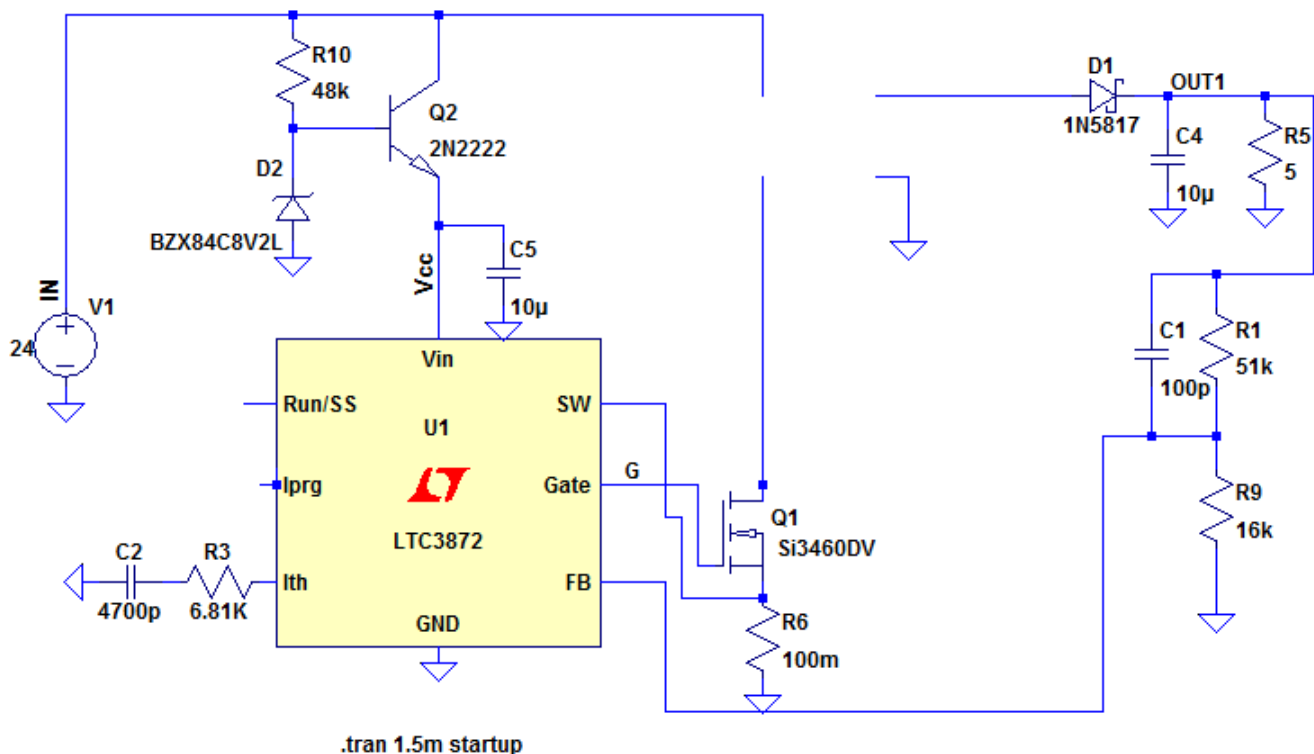 R10
48k
Q2
2N2222
D2
BZX84C8V2L
C5
10µ
Vcc
IN
V1
24
D1
1N5817
OUT1
C4
10µ
R5
5
C1
100p
R1
51k
R9
16k
Vin
Run/SS
SW
U1
Iprg
Gate
LTC3872
Ith
FB
GND
G
Q1
Si3460DV
C2
4700p
R3
6.81K
R6
100m
.tran 1.5m startup